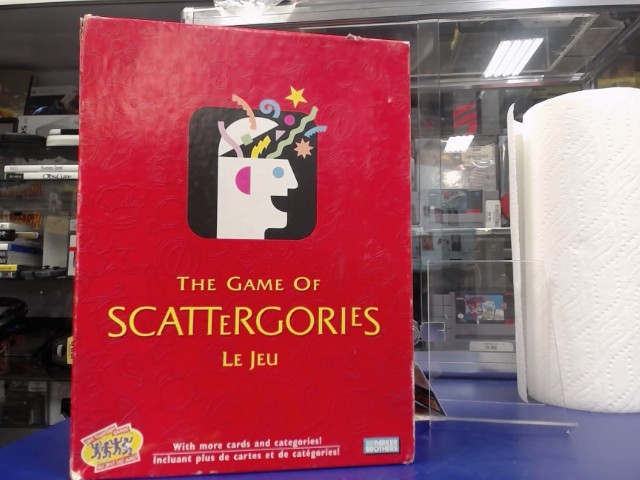 THE GAME OF
SCATTERGORIES
LE JEU
With more cards and categories!
Incluant plus de cartes et de catégories!
PARKER
BROTHERS